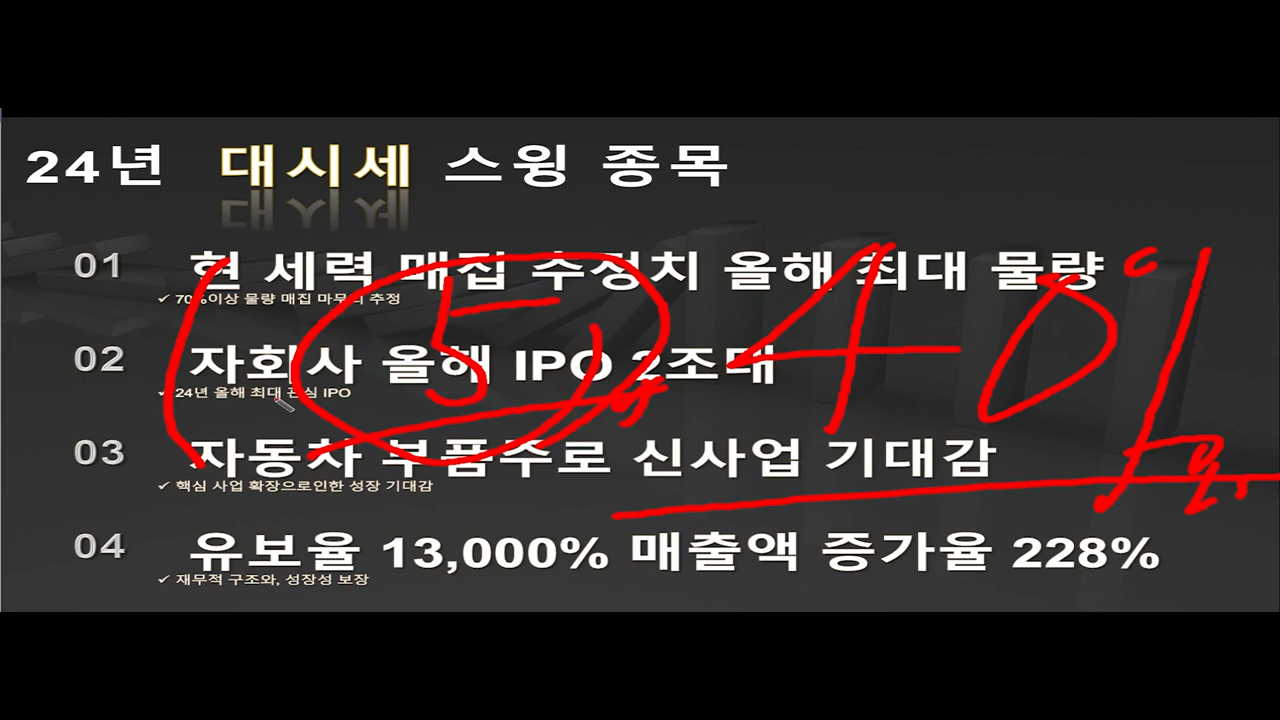 24년 대시세 스윙 종목
01 현 세력 매집 추정치 올해 최대 물량
✓ 70%이상 물량 매집 마무리 추정
02 자회사 올해 IPO 2조대
✓ 24년 올해 최대 관심 IPO
03 자동차 부품주로 신사업 기대감
✓ 핵심 사업 확장으로인한 성장 기대감
04 유보율 13,000% 매출액 증가율 228%
✓ 재무적 구조와, 성장성 보장
5
40%